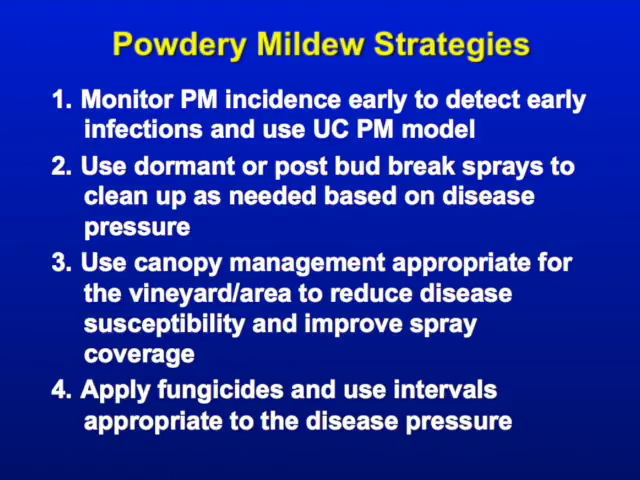 Powdery Mildew Strategies
1. Monitor PM incidence early to detect early
infections and use UC PM model
2. Use dormant or post bud break sprays to
clean up as needed based on disease
pressure
3. Use canopy management appropriate for
the vineyard/area to reduce disease
susceptibility and improve spray
coverage
4. Apply fungicides and use intervals
appropriate to the disease pressure